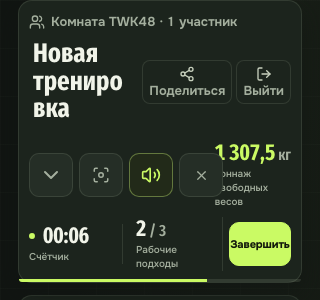 Комната TWK48 · 1 участник
Новая
трениро
вка
Поделиться
Выйти
1 307,5 кг
оннаж
свободных
весов
00:06
Счётчик
2 / 3
Рабочие
подходы
Завершить